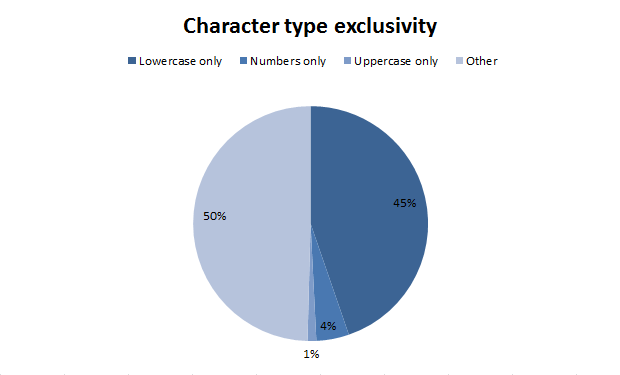 Character type exclusivity
Lowercase only Numbers only Uppercase only Other
50% 45%
4%
1%